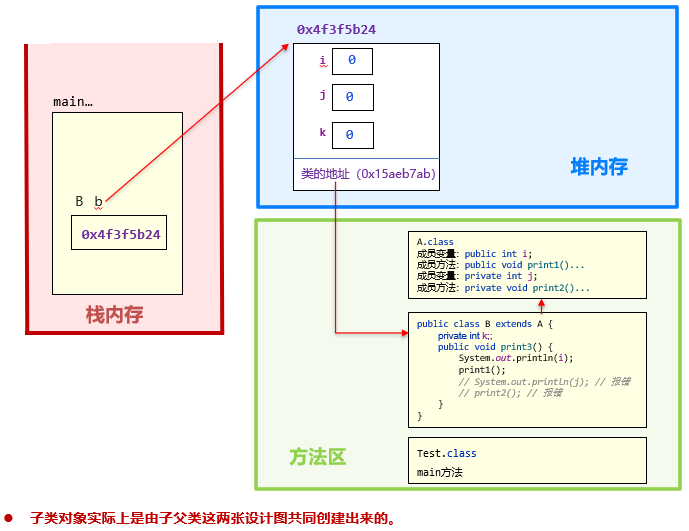 main…
B b
0x4f3f5b24
栈内存
0x4f3f5b24
i 0
j 0
k 0
类的地址（0x15aeb7ab）
堆内存
A.class
成员变量：public int i;
成员方法：public void print1()...
成员变量：private int j;
成员方法：private void print2()...
public class B extends A {
private int k;;
public void print3() {
System.out.println(i);
print1();
// System.out.println(j); // 报错
// print2(); // 报错
}
}
Test.class
main方法
方法区
子类对象实际上是由子父类这两张设计图共同创建出来的。